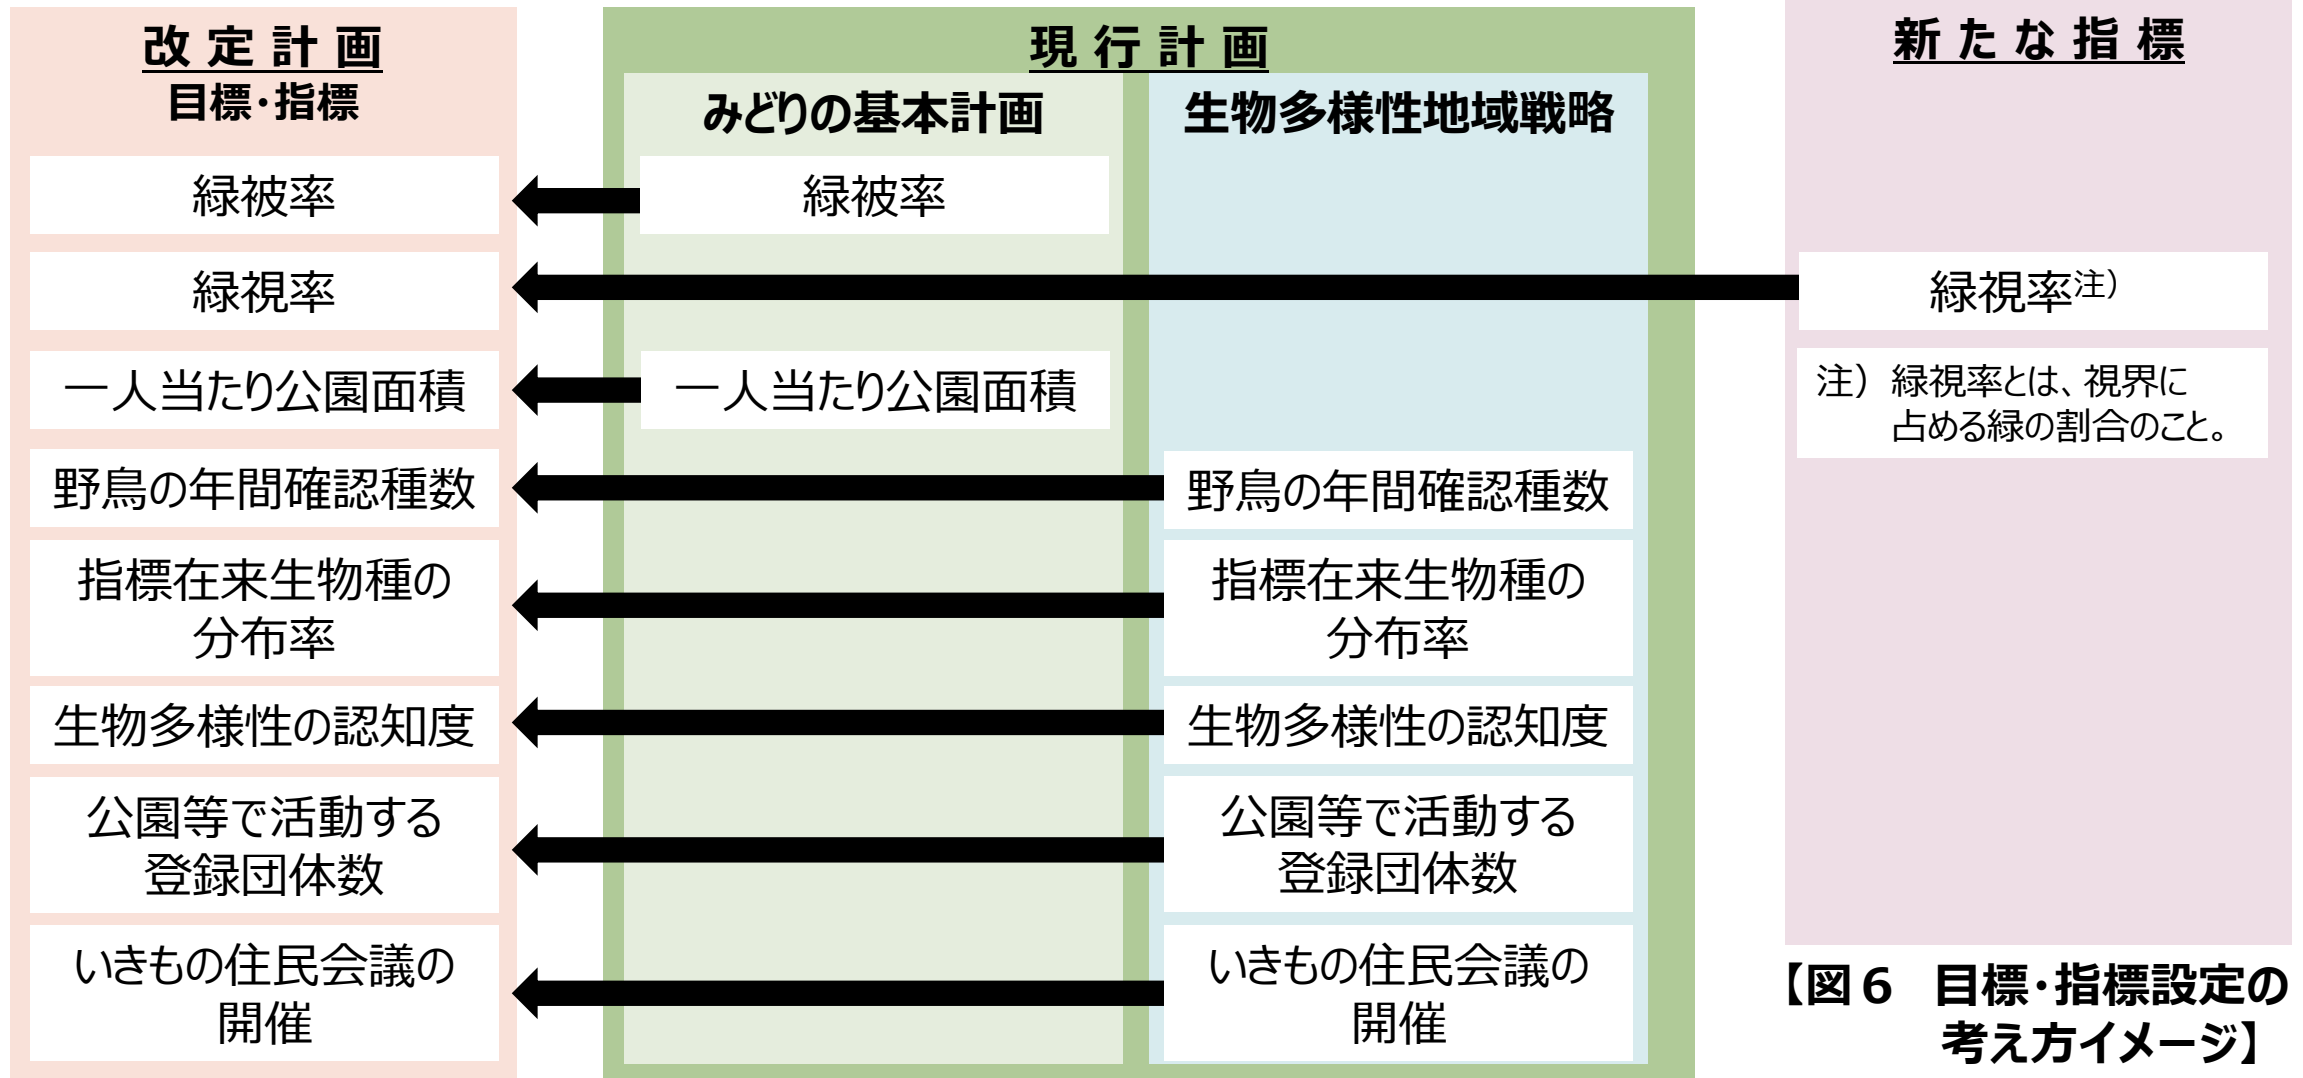 改定計画
目標・指標
緑被率
緑視率
一人当たり公園面積
野鳥の年間確認種数
指標在来生物種の
分布率
生物多様性の認知度
公園等で活動する
登録団体数
いきもの住民会議の
開催
現行計画
みどりの基本計画
緑被率
一人当たり公園面積
生物多様性地域戦略
野鳥の年間確認種数
指標在来生物種の
分布率
生物多様性の認知度
公園等で活動する
登録団体数
いきもの住民会議の
開催
新たな指標
緑視率注）
注）緑視率とは、視界に
占める緑の割合のこと。
【図６　目標・指標設定の
考え方イメージ】